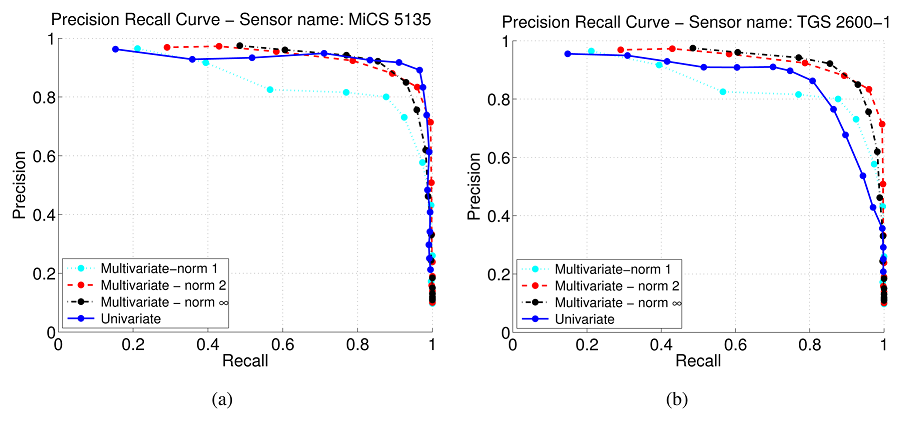 Precision Recall Curve − Sensor name: MiCS 5135
1
0.8
0.6
0.4
0.2
0
Precision
Multivariate−norm 1
Multivariate − norm 2
Multivariate − norm ∞
Univariate
0 0.2 0.4 0.6 0.8 1
Recall
(a)
Precision Recall Curve − Sensor name: TGS 2600−1
1
0.8
0.6
0.4
0.2
0
Precision
Multivariate−norm 1
Multivariate − norm 2
Multivariate − norm ∞
Univariate
0 0.2 0.4 0.6 0.8 1
Recall
(b)